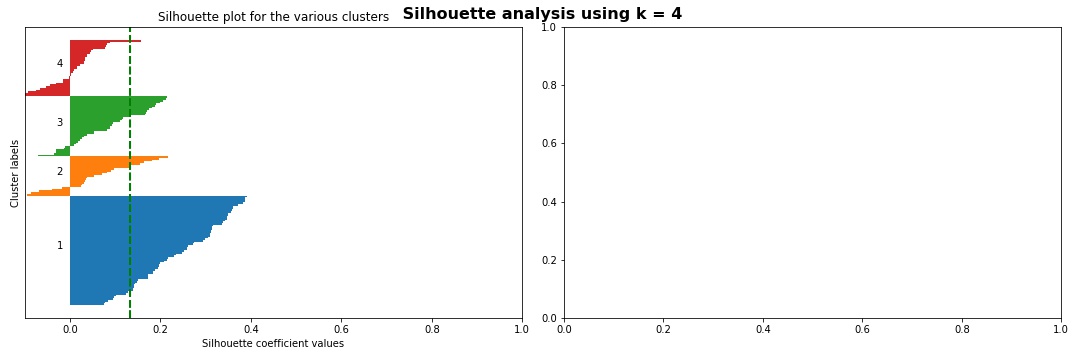 Silhouette analysis using k = 4
Silhouette plot for the various clusters
Cluster labels
4
3
2
1
0.0 0.2 0.4 0.6 0.8 1.0
Silhouette coefficient values
1.0
0.8
0.6
0.4
0.2
0.0
0.0 0.2 0.4 0.6 0.8 1.0